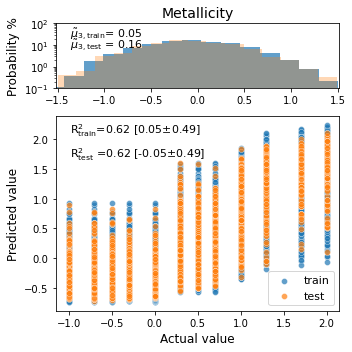 Metallicity
Probability %
10²
10¹
10⁰
10⁻¹
μ̃₃,train = 0.05
μ̃₃,test = 0.16
−1.5 −1.0 −0.5 0.0 0.5 1.0 1.5
R²train=0.62 [0.05±0.49]
R²test =0.62 [-0.05±0.49]
Predicted value
2.0
1.5
1.0
0.5
0.0
−0.5
train
test
−1.0 −0.5 0.0 0.5 1.0 1.5 2.0
Actual value